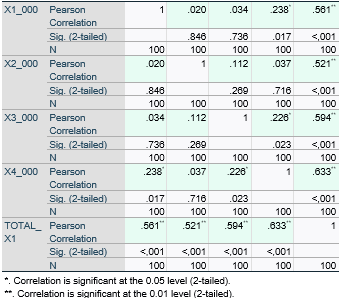 X1_000 Pearson 1 .020 .034 .238* .561**
Correlation
Sig. (2-tailed) .846 .736 .017 <,001
N 100 100 100 100 100
X2_000 Pearson .020 1 .112 .037 .521**
Correlation
Sig. (2-tailed) .846 .269 .716 <,001
N 100 100 100 100 100
X3_000 Pearson .034 .112 1 .226* .594**
Correlation
Sig. (2-tailed) .736 .269 .023 <,001
N 100 100 100 100 100
X4_000 Pearson .238* .037 .226* 1 .633**
Correlation
Sig. (2-tailed) .017 .716 .023 <,001
N 100 100 100 100 100
TOTAL_ Pearson .561** .521** .594** .633** 1
X1 Correlation
Sig. (2-tailed) <,001 <,001 <,001 <,001
N 100 100 100 100 100
*. Correlation is significant at the 0.05 level (2-tailed).
**. Correlation is significant at the 0.01 level (2-tailed).